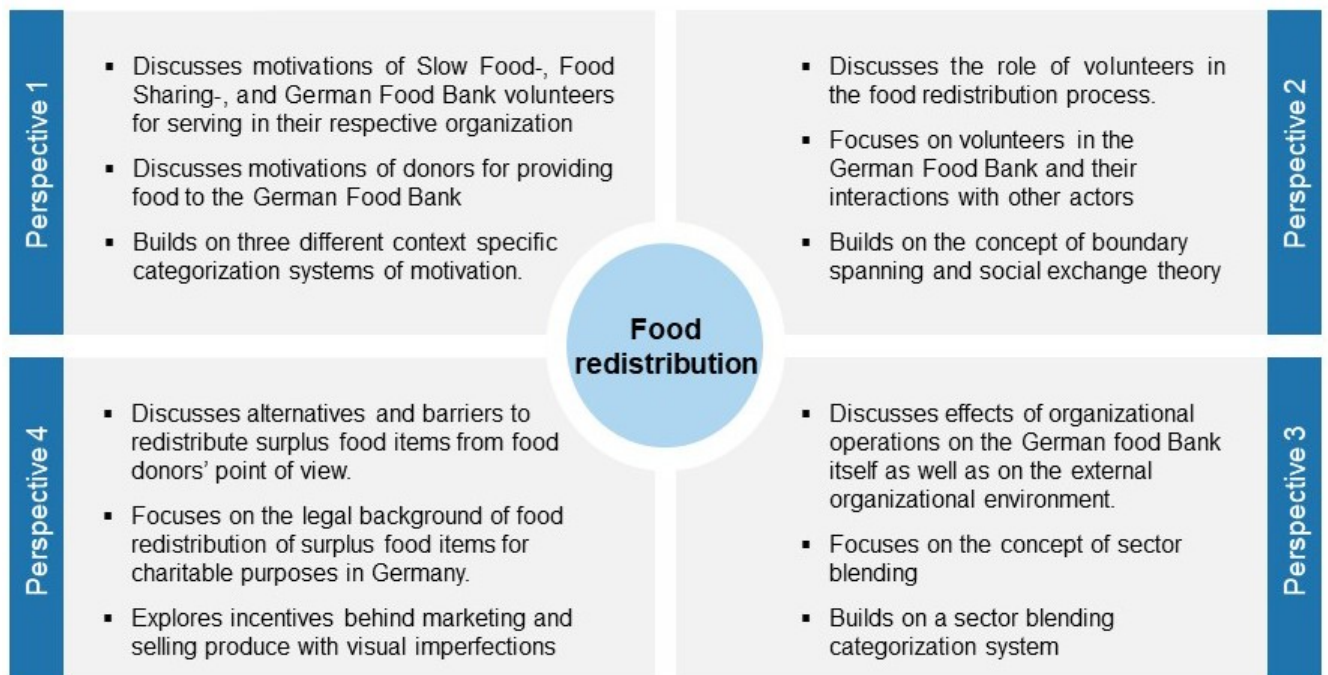 Perspective 1
▪ Discusses motivations of Slow Food-, Food
Sharing-, and German Food Bank volunteers
for serving in their respective organization
▪ Discusses motivations of donors for providing
food to the German Food Bank
▪ Builds on three different context specific
categorization systems of motivation.
Perspective 2
▪ Discusses the role of volunteers in
the food redistribution process.
▪ Focuses on volunteers in the
German Food Bank and their
interactions with other actors
▪ Builds on the concept of boundary
spanning and social exchange theory
Food
redistribution
Perspective 4
▪ Discusses alternatives and barriers to
redistribute surplus food items from food
donors’ point of view.
▪ Focuses on the legal background of food
redistribution of surplus food items for
charitable purposes in Germany.
▪ Explores incentives behind marketing and
selling produce with visual imperfections
Perspective 3
▪ Discusses effects of organizational
operations on the German food Bank
itself as well as on the external
organizational environment.
▪ Focuses on the concept of sector
blending
▪ Builds on a sector blending
categorization system